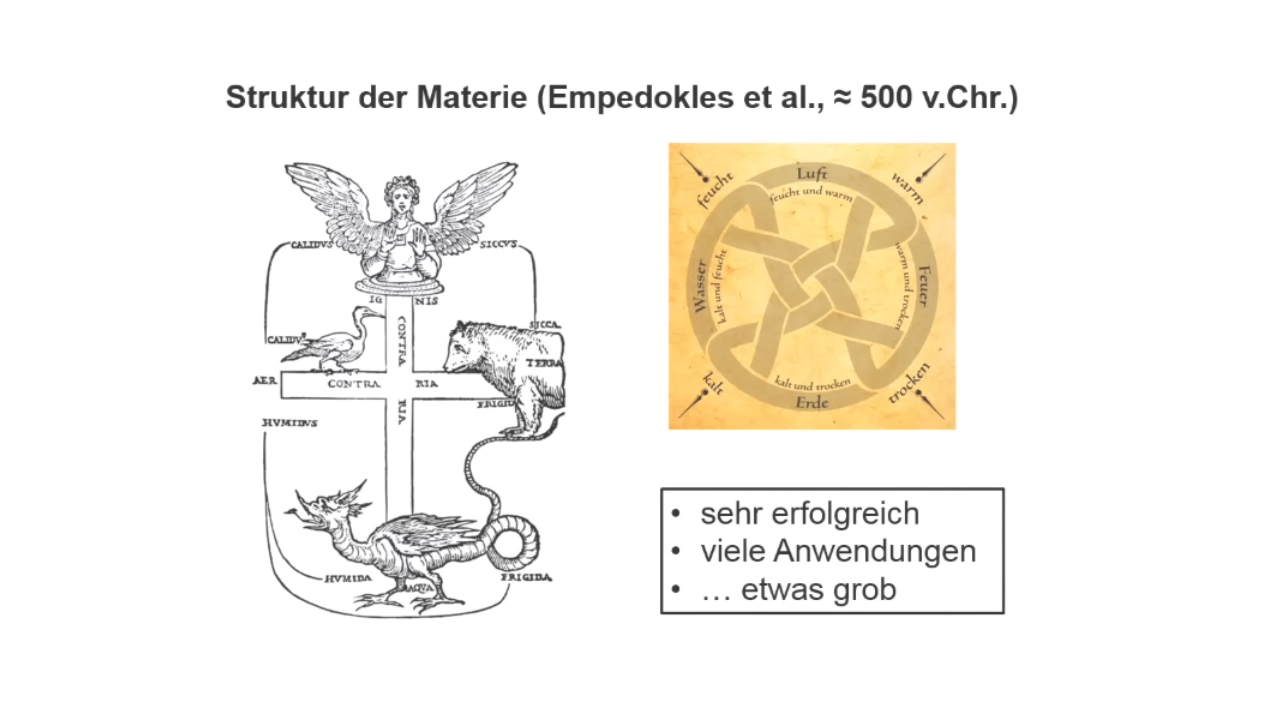 Struktur der Materie (Empedokles et al., ≈ 500 v.Chr.)
CALIDVS
SICCVS
IG NIS
CONTRA
RIA
CALIDV
SICCA.
TERRA
AER
CONTRA RIA
FRIGID
HVMIDVS
HVMIDA
AQVA
FRIGIDA
feucht
Luft
warm
feucht und warm
Wasser
kalt und feucht
warm und trocken
Feuer
kalt
kalt und trocken
Erde
trocken
• sehr erfolgreich
• viele Anwendungen
• … etwas grob